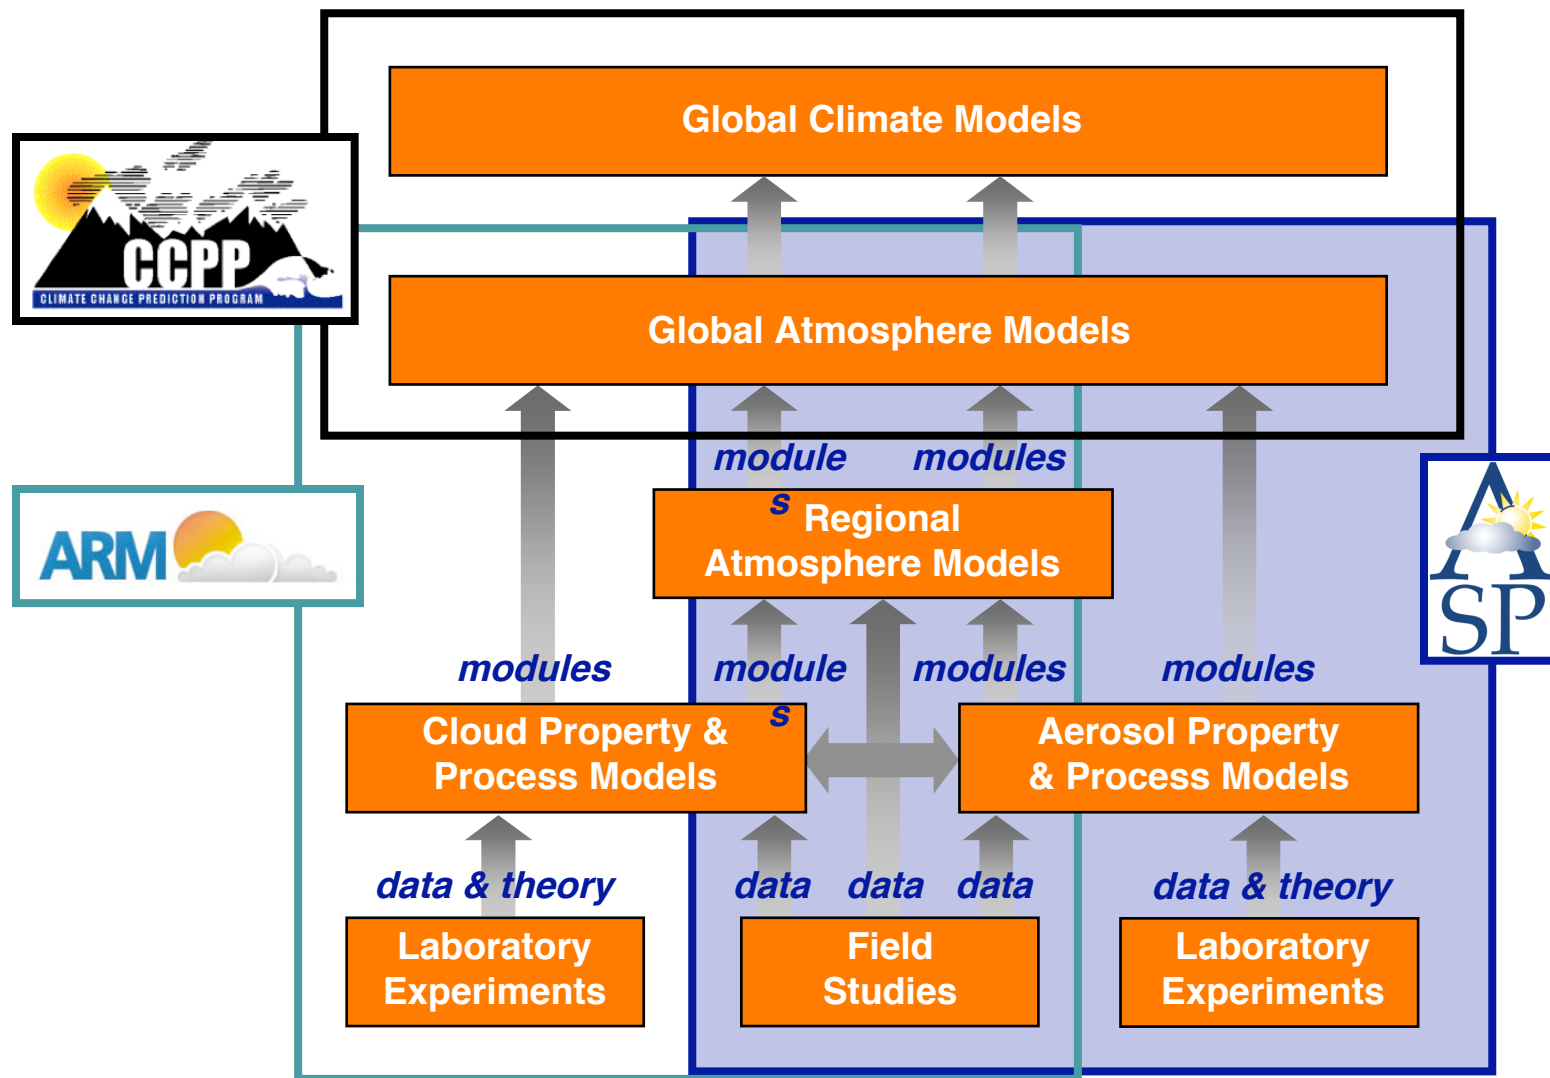 Global Climate Models
CCPP
CLIMATE CHANGE PREDICTION PROGRAM
Global Atmosphere Models
module
s
modules
ARM
Regional
Atmosphere Models
A
SP
modules
module
s
modules
modules
Cloud Property &
Process Models
Aerosol Property
& Process Models
data & theory
data
data
data
data & theory
Laboratory
Experiments
Field
Studies
Laboratory
Experiments